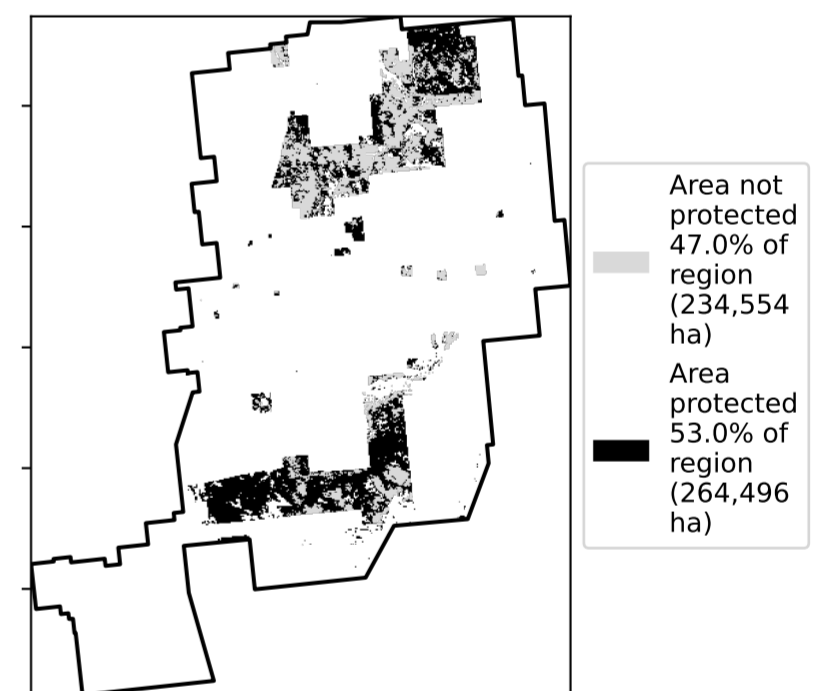 Area not
protected
47.0% of
region
(234,554
ha)
Area
protected
53.0% of
region
(264,496
ha)